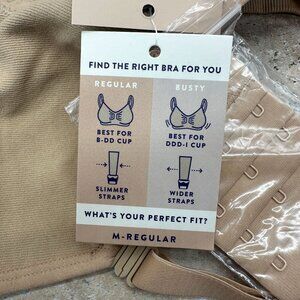 FIND THE RIGHT BRA FOR YOU
REGULAR
BEST FOR
B-DD CUP
SLIMMER
STRAPS
BUSTY
BEST FOR
DDD-I CUP
WIDER
STRAPS
WHAT'S YOUR PERFECT FIT?
M-REGULAR